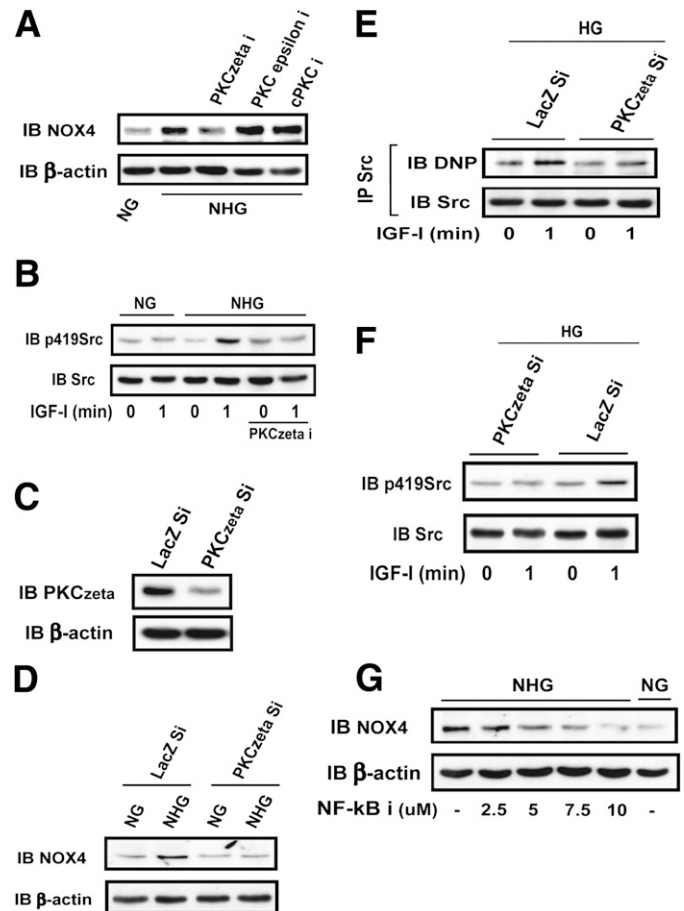 A
PKCzeta i
PKC epsilon i
cPKC i
IB NOX4
IB β-actin
NG
NHG
B
NG NHG
IB p419Src
IB Src
IGF-I (min) 0 1 0 1 0 1
PKCzeta i
C
LacZ Si
PKCzeta Si
IB PKCzeta
IB β-actin
D
LacZ Si
PKCzeta Si
NG NHG NG NHG
IB NOX4
IB β-actin
E
HG
LacZ Si
PKCzeta Si
IP Src
IB DNP
IB Src
IGF-I (min) 0 1 0 1
F
HG
PKCzeta Si
LacZ Si
IB p419Src
IB Src
IGF-I (min) 0 1 0 1
G
NHG NG
IB NOX4
IB β-actin
NF-kB i (uM) - 2.5 5 7.5 10 -